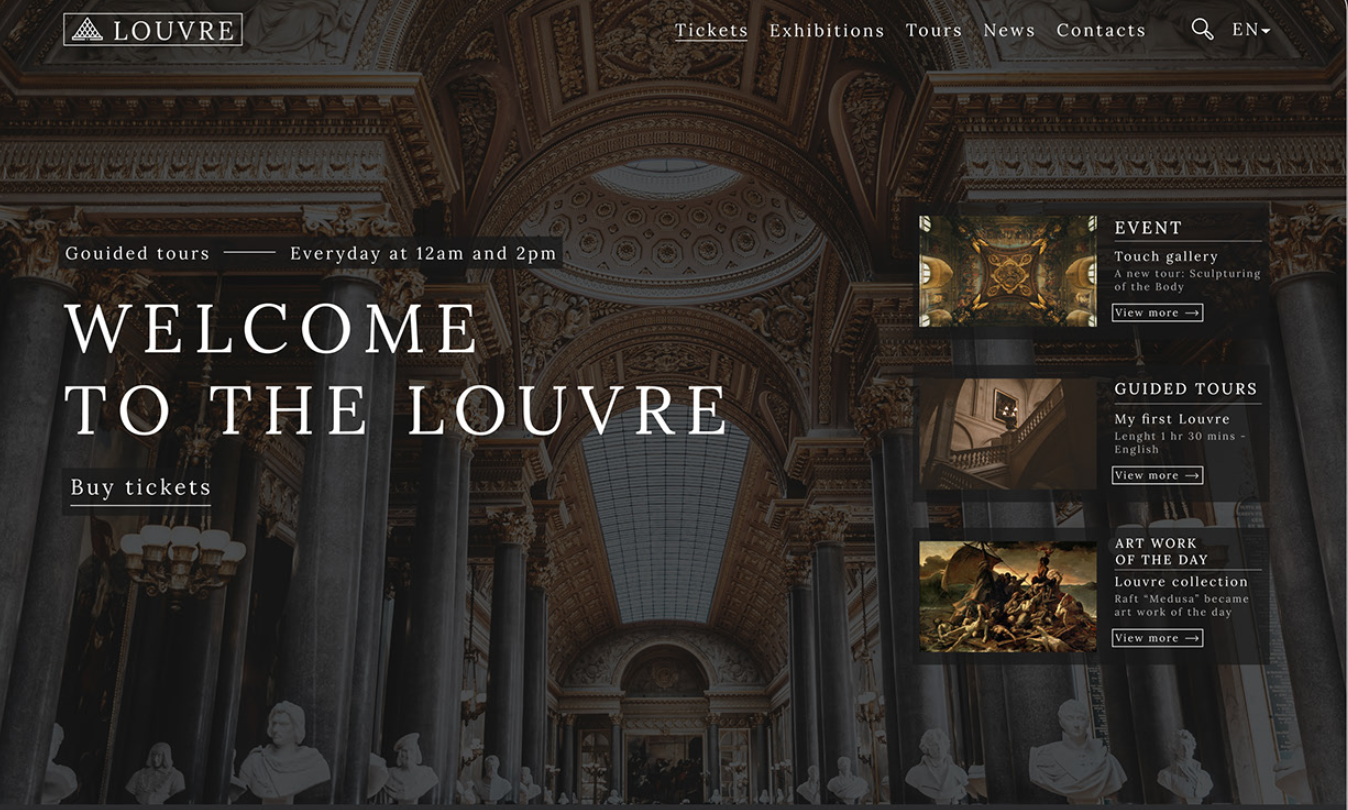 LOUVRE
Tickets Exhibitions Tours News Contacts EN
Gouided tours Everyday at 12am and 2pm
WELCOME
TO THE LOUVRE
Buy tickets
EVENT
Touch gallery
A new tour: Sculpturing
of the Body
View more →
GUIDED TOURS
My first Louvre
Lenght 1 hr 30 mins -
English
View more →
ART WORK
OF THE DAY
Louvre collection
Raft “Medusa” became
art work of the day
View more →